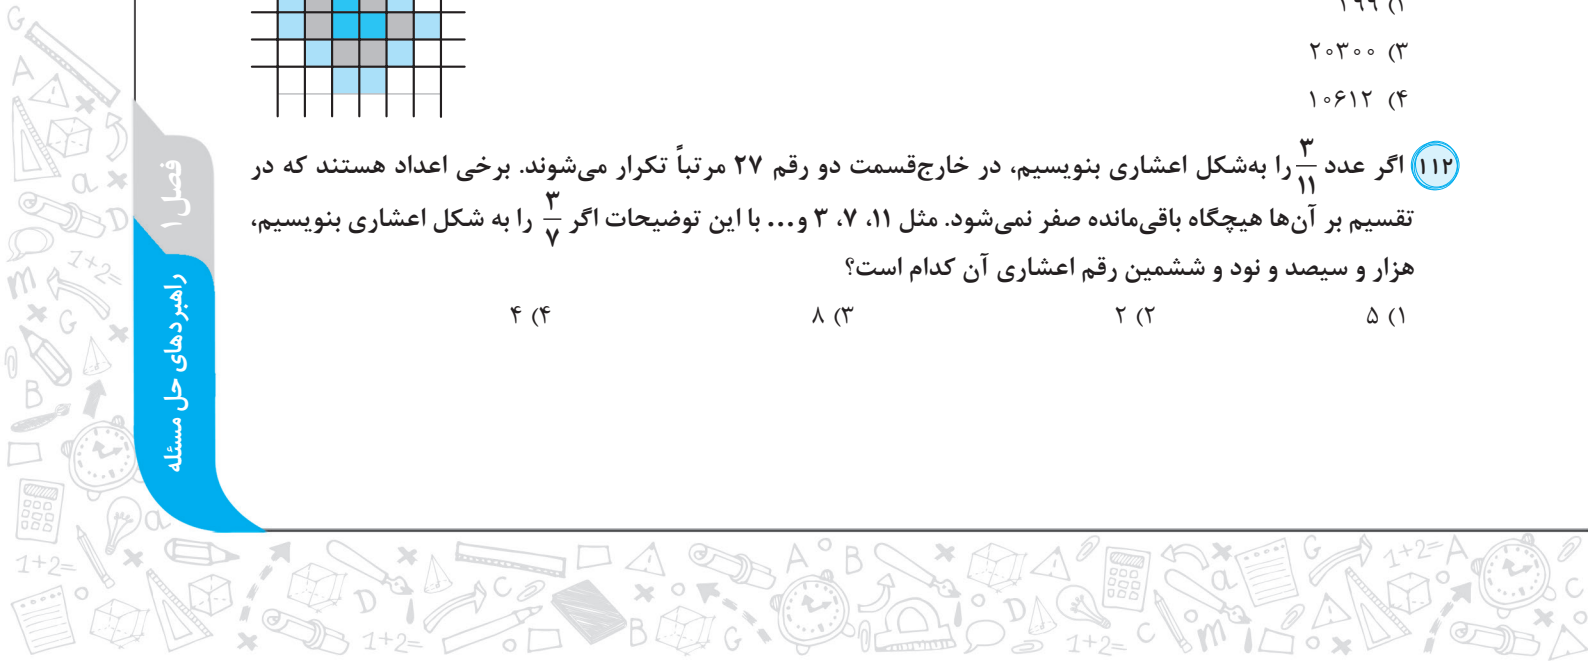 ۱) ۱۹۹
۳) ۲۰۳۰۰
۴) ۱۰۶۱۲
۱۱۲ اگر عدد ۳/۱۱ را به‌شکل اعشاری بنویسیم، در خارج‌قسمت دو رقم ۲۷ مرتباً تکرار می‌شوند. برخی اعداد هستند که در
تقسیم بر آن‌ها هیچگاه باقی‌مانده صفر نمی‌شود. مثل ۱۱، ۷، ۳ و... با این توضیحات اگر ۳/۷ را به شکل اعشاری بنویسیم،
هزار و سیصد و نود و ششمین رقم اعشاری آن کدام است؟
۱) ۵ ۲) ۲ ۳) ۸ ۴) ۴
فصل ۱
راهبردهای حل مسئله